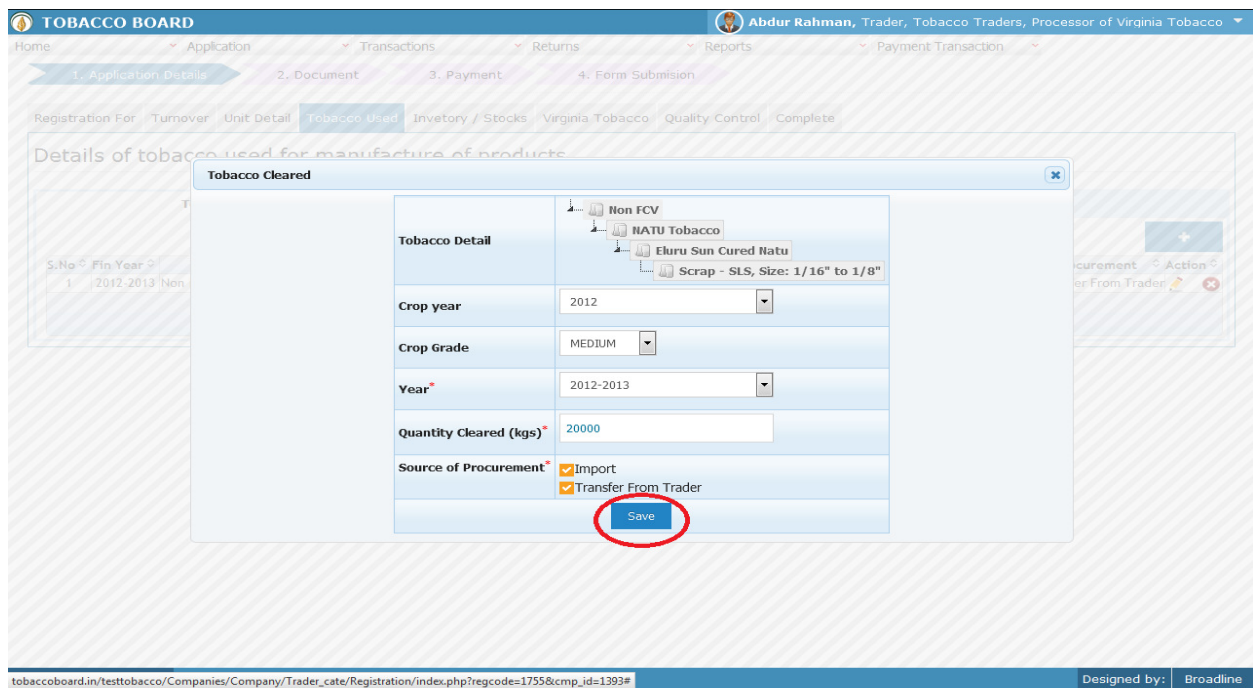 TOBACCO BOARD
Abdur Rahman, Trader, Tobacco Traders, Processor of Virginia Tobacco
Home Application Transactions Returns Reports Payment Transaction
1. Application Details 2. Document 3. Payment 4. Form Submision
Registration For Turnover Unit Detail Tobacco Used Invetory / Stocks Virginia Tobacco Quality Control Complete
Details of tobacco used for manufacture of products
Tobacco Cleared
T
Tobacco Detail
Non FCV
NATU Tobacco
Eluru Sun Cured Natu
Scrap - SLS, Size: 1/16" to 1/8"
+
S.No Fin Year curement Action
1 2012-2013 Non er From Trader
Crop year 2012
Crop Grade MEDIUM
Year* 2012-2013
Quantity Cleared (kgs)* 20000
Source of Procurement* Import
Transfer From Trader
Save
tobaccoboard.in/testtobacco/Companies/Company/Trader_cate/Registration/index.php?regcode=1755&cmp_id=1393#
Designed by: Broadline